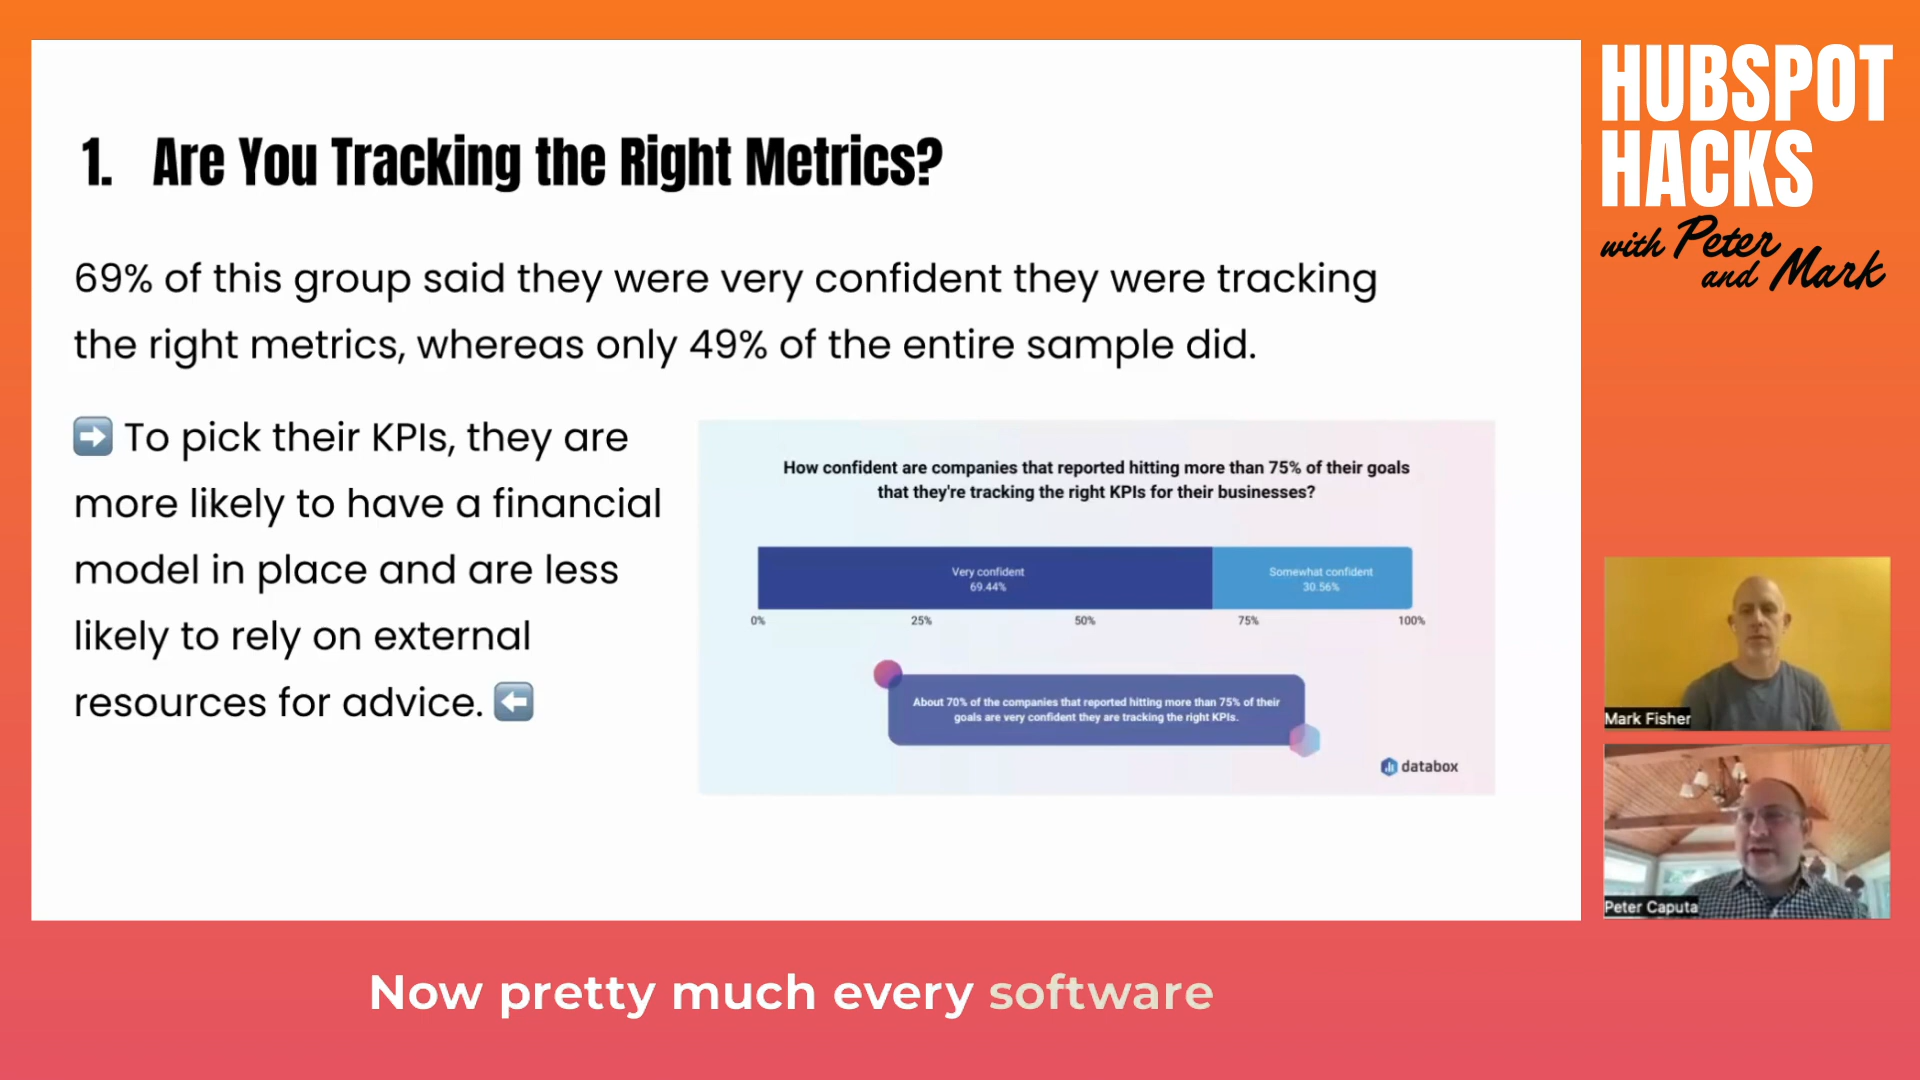 HUBSPOT
HACKS
with Peter
and Mark
1. Are You Tracking the Right Metrics?
69% of this group said they were very confident they were tracking
the right metrics, whereas only 49% of the entire sample did.
➡️ To pick their KPIs, they are
more likely to have a financial
model in place and are less
likely to rely on external
resources for advice. ⬅️
How confident are companies that reported hitting more than 75% of their goals
that they're tracking the right KPIs for their businesses?
Very confident
69.44%
Somewhat confident
30.56%
0% 25% 50% 75% 100%
About 70% of the companies that reported hitting more than 75% of their
goals are very confident they are tracking the right KPIs.
databox
Mark Fisher
Peter Caputa
Now pretty much every software